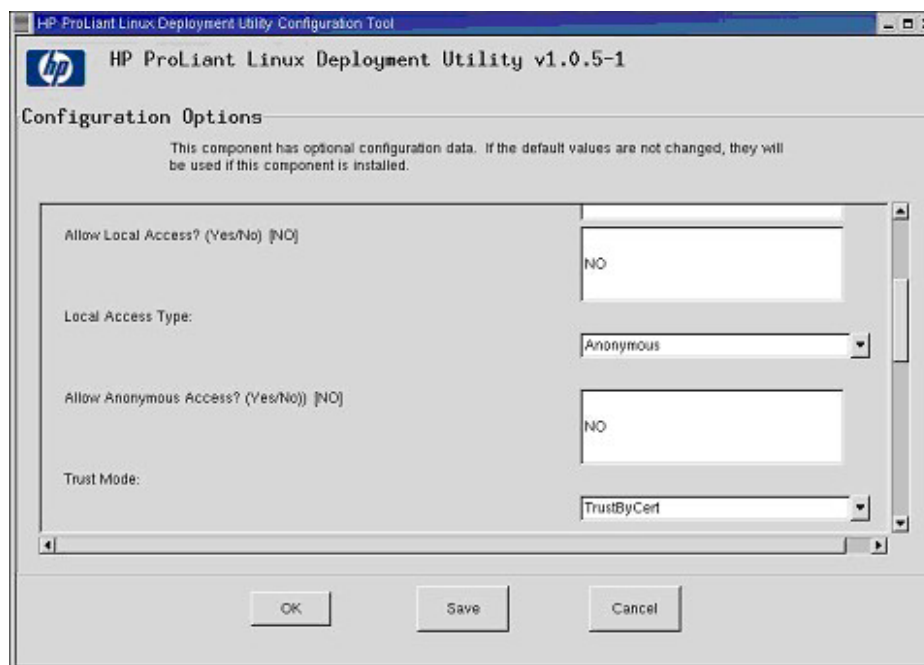 HP ProLiant Linux Deployment Utility Configuration Tool
hp
HP ProLiant Linux Deployment Utility v1.0.5-1
Configuration Options
This component has optional configuration data. If the default values are not changed, they will
be used if this component is installed.
Allow Local Access? (Yes/No) [NO]
NO
Local Access Type:
Anonymous
Allow Anonymous Access? (Yes/No)) [NO]
NO
Trust Mode:
TrustByCert
OK Save Cancel